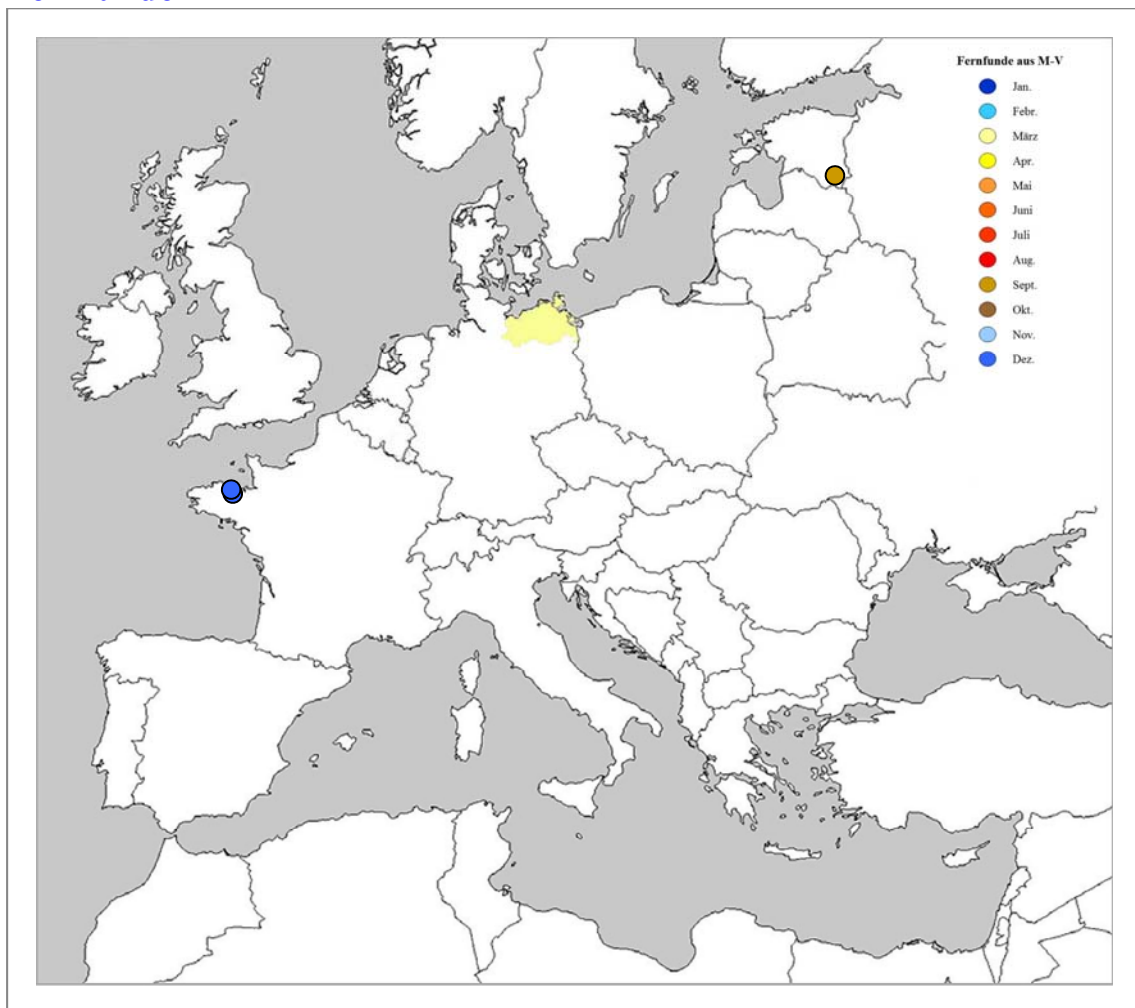 Fernfunde aus M-V
Jan.
Febr.
März
Apr.
Mai
Juni
Juli
Aug.
Sept.
Okt.
Nov.
Dez.